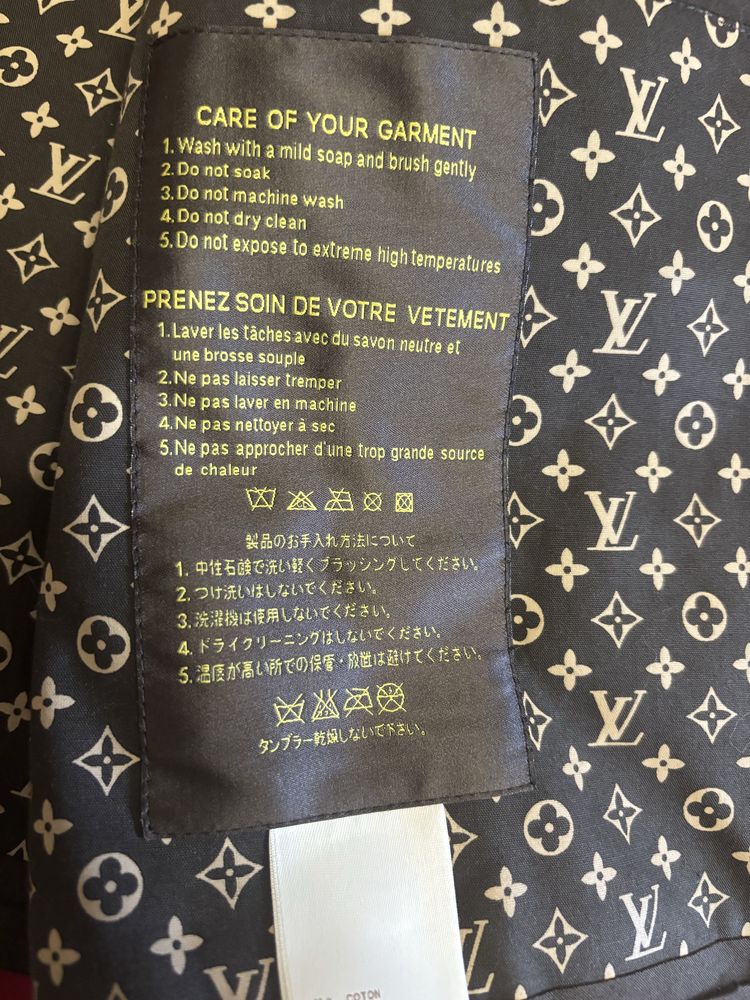 CARE OF YOUR GARMENT
1. Wash with a mild soap and brush gently
2. Do not soak
3. Do not machine wash
4. Do not dry clean
5. Do not expose to extreme high temperatures
PRENEZ SOIN DE VOTRE VETEMENT
1. Laver les tâches avec du savon neutre et
une brosse souple
2. Ne pas laisser tremper
3. Ne pas laver en machine
4. Ne pas nettoyer à sec
5. Ne pas approcher d'une trop grande source
de chaleur
製品のお手入れ方法について
1. 中性石鹸で洗い軽くブラッシングしてください。
2. つけ洗いはしないでください。
3. 洗濯機は使用しないでください。
4. ドライクリーニングはしないでください。
5. 温度が高い所での保管・放置は避けてください。
タンブラー乾燥しないで下さい。
COTON